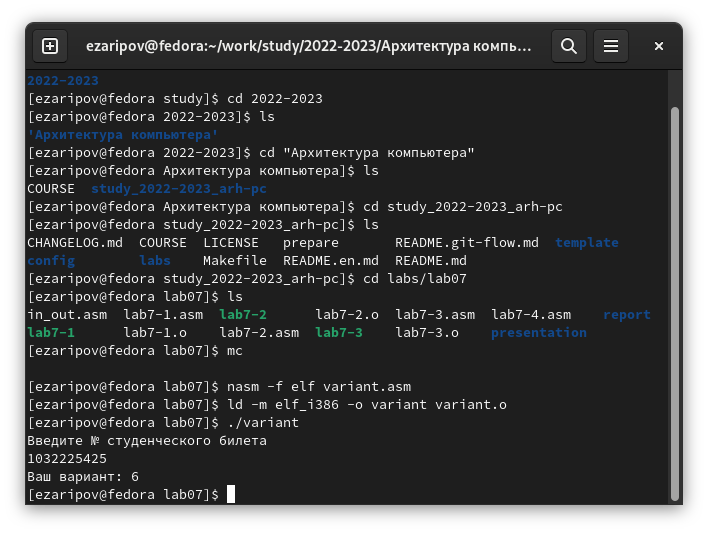 ezaripov@fedora:~/work/study/2022-2023/Архитектура компь…
2022-2023
[ezaripov@fedora study]$ cd 2022-2023
[ezaripov@fedora 2022-2023]$ ls
'Архитектура компьютера'
[ezaripov@fedora 2022-2023]$ cd "Архитектура компьютера"
[ezaripov@fedora Архитектура компьютера]$ ls
COURSE  study_2022-2023_arh-pc
[ezaripov@fedora Архитектура компьютера]$ cd study_2022-2023_arh-pc
[ezaripov@fedora study_2022-2023_arh-pc]$ ls
CHANGELOG.md  COURSE  LICENSE   prepare       README.git-flow.md  template
config        labs    Makefile  README.en.md  README.md
[ezaripov@fedora study_2022-2023_arh-pc]$ cd labs/lab07
[ezaripov@fedora lab07]$ ls
in_out.asm  lab7-1.asm  lab7-2      lab7-2.o  lab7-3.asm  lab7-4.asm    report
lab7-1      lab7-1.o    lab7-2.asm  lab7-3    lab7-3.o    presentation
[ezaripov@fedora lab07]$ mc
[ezaripov@fedora lab07]$ nasm -f elf variant.asm
[ezaripov@fedora lab07]$ ld -m elf_i386 -o variant variant.o
[ezaripov@fedora lab07]$ ./variant
Введите № студенческого билета
1032225425
Ваш вариант: 6
[ezaripov@fedora lab07]$